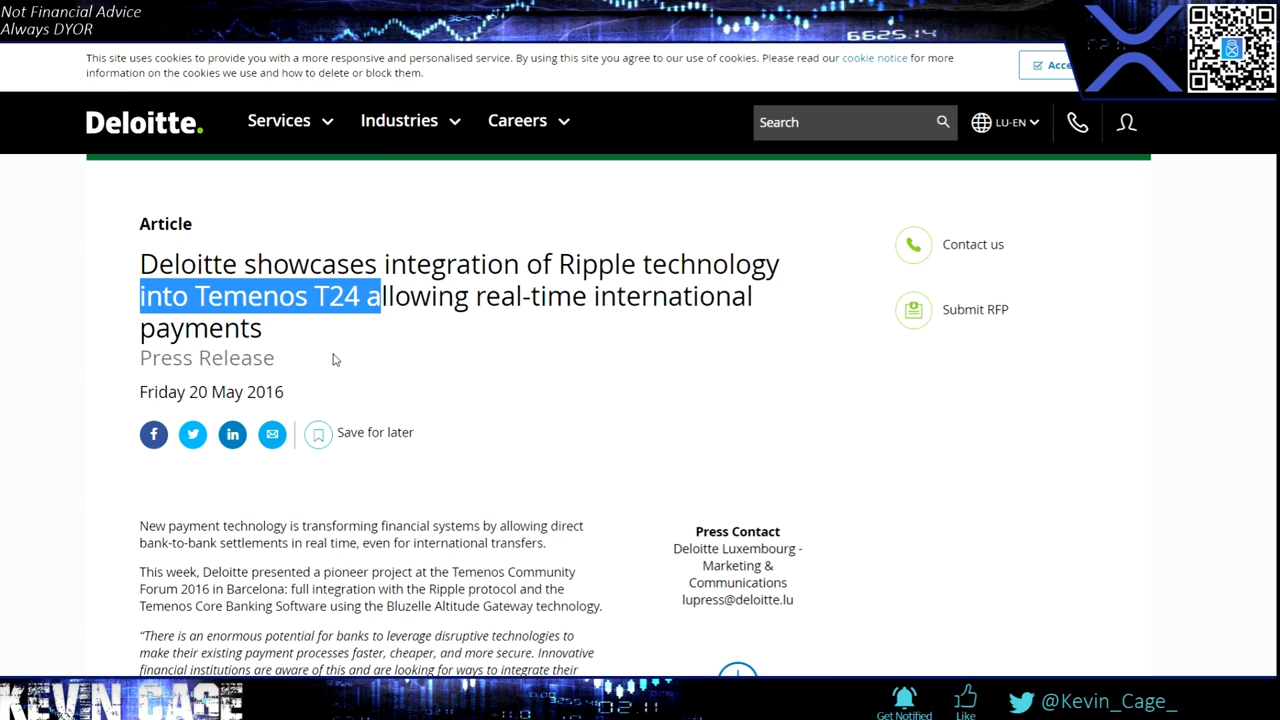 Not Financial Advice
Always DYOR
6625.14
This site uses cookies to provide you with a more responsive and personalised service. By using this site you agree to our use of cookies. Please read our cookie notice for more
information on the cookies we use and how to delete or block them.
Acce
Deloitte.
Services
Industries
Careers
Search
LU-EN
Article
Deloitte showcases integration of Ripple technology
into Temenos T24 allowing real-time international
payments
Press Release
Friday 20 May 2016
Save for later
Contact us
Submit RFP
New payment technology is transforming financial systems by allowing direct
bank-to-bank settlements in real time, even for international transfers.
This week, Deloitte presented a pioneer project at the Temenos Community
Forum 2016 in Barcelona: full integration with the Ripple protocol and the
Temenos Core Banking Software using the Bluzelle Altitude Gateway technology.
“There is an enormous potential for banks to leverage disruptive technologies to
make their existing payment processes faster, cheaper, and more secure. Innovative
financial institutions are aware of this and are looking for ways to integrate their
Press Contact
Deloitte Luxembourg -
Marketing &
Communications
lupress@deloitte.lu
KEVIN CAGE
Get Notified
Like
@Kevin_Cage_